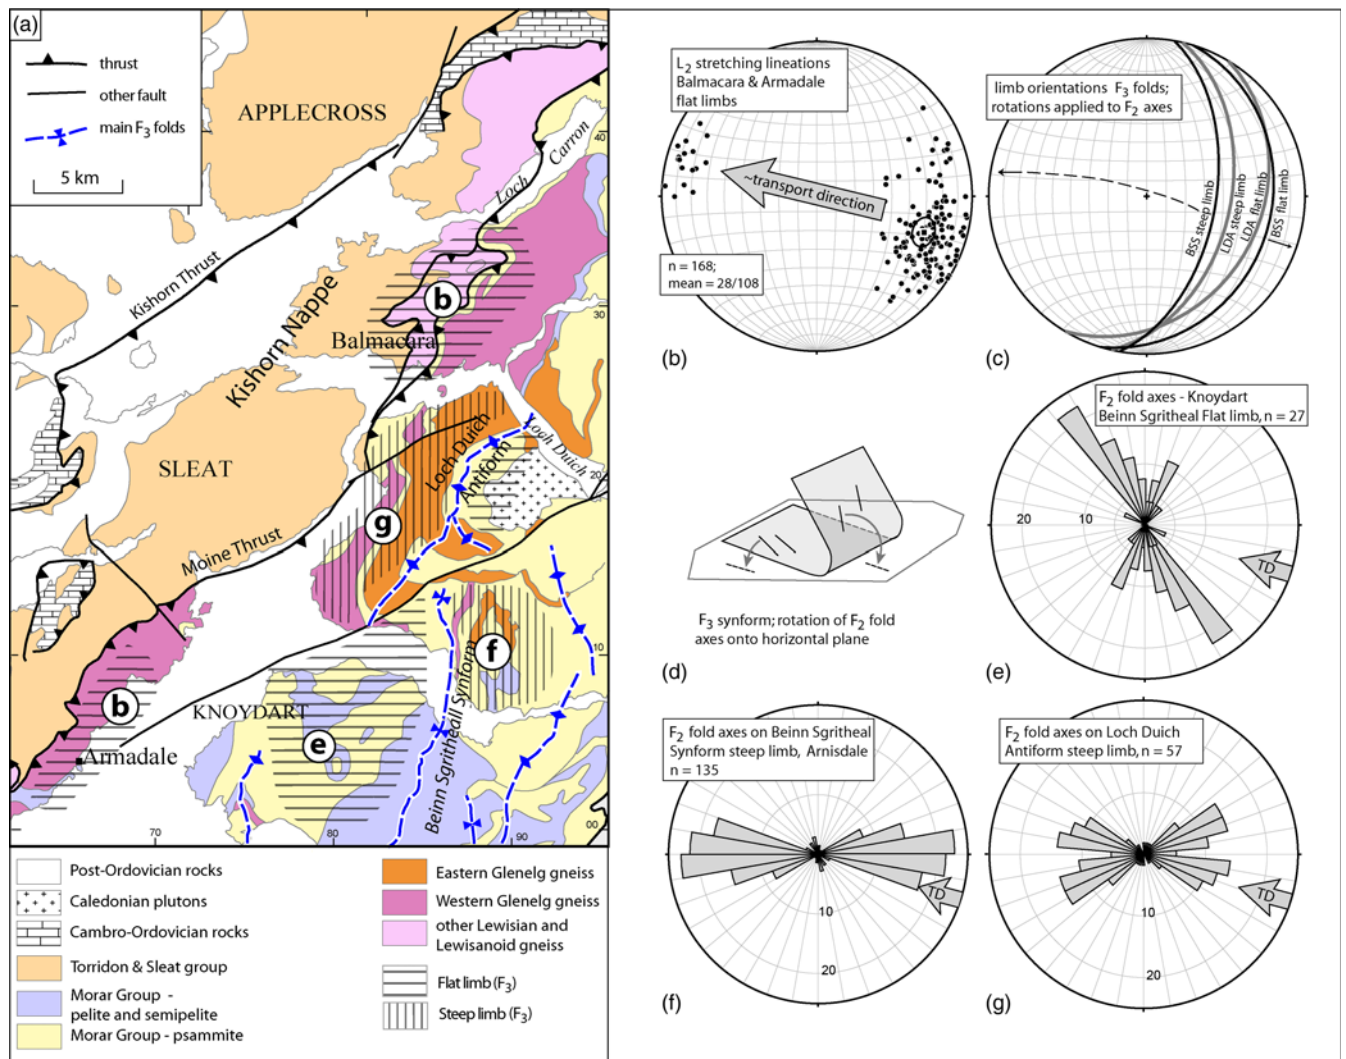 (a)
thrust
other fault
main F3 folds
5 km
APPLECROSS
40
Loch Carron
Kishorn Thrust
Kishorn Nappe
b
30
Balmacara
SLEAT
Loch Duich
Antiform
Loch Duich
20
g
Moine Thrust
f
10
b
KNOYDART
e
Armadale
Beinn Sgritheall Synform
70
80
90
00
Post-Ordovician rocks
Caledonian plutons
Cambro-Ordovician rocks
Torridon & Sleat group
Morar Group -
pelite and semipelite
Morar Group - psammite
Eastern Glenelg gneiss
Western Glenelg gneiss
other Lewisian and
Lewisanoid gneiss
Flat limb (F3)
Steep limb (F3)
L2 stretching lineations
Balmacara & Armadale
flat limbs
~transport direction
n = 168;
mean = 28/108
(b)
limb orientations F3 folds;
rotations applied to F2 axes
BSS steep limb
LDA steep limb
LDA flat limb
BSS flat limb
(c)
F3 synform; rotation of F2 fold
axes onto horizontal plane
(d)
F2 fold axes - Knoydart
Beinn Sgritheal Flat limb, n = 27
20
10
TD
(e)
F2 fold axes on Beinn Sgritheal
Synform steep limb, Arnisdale
n = 135
TD
10
20
(f)
F2 fold axes on Loch Duich
Antiform steep limb, n = 57
TD
10
20
(g)